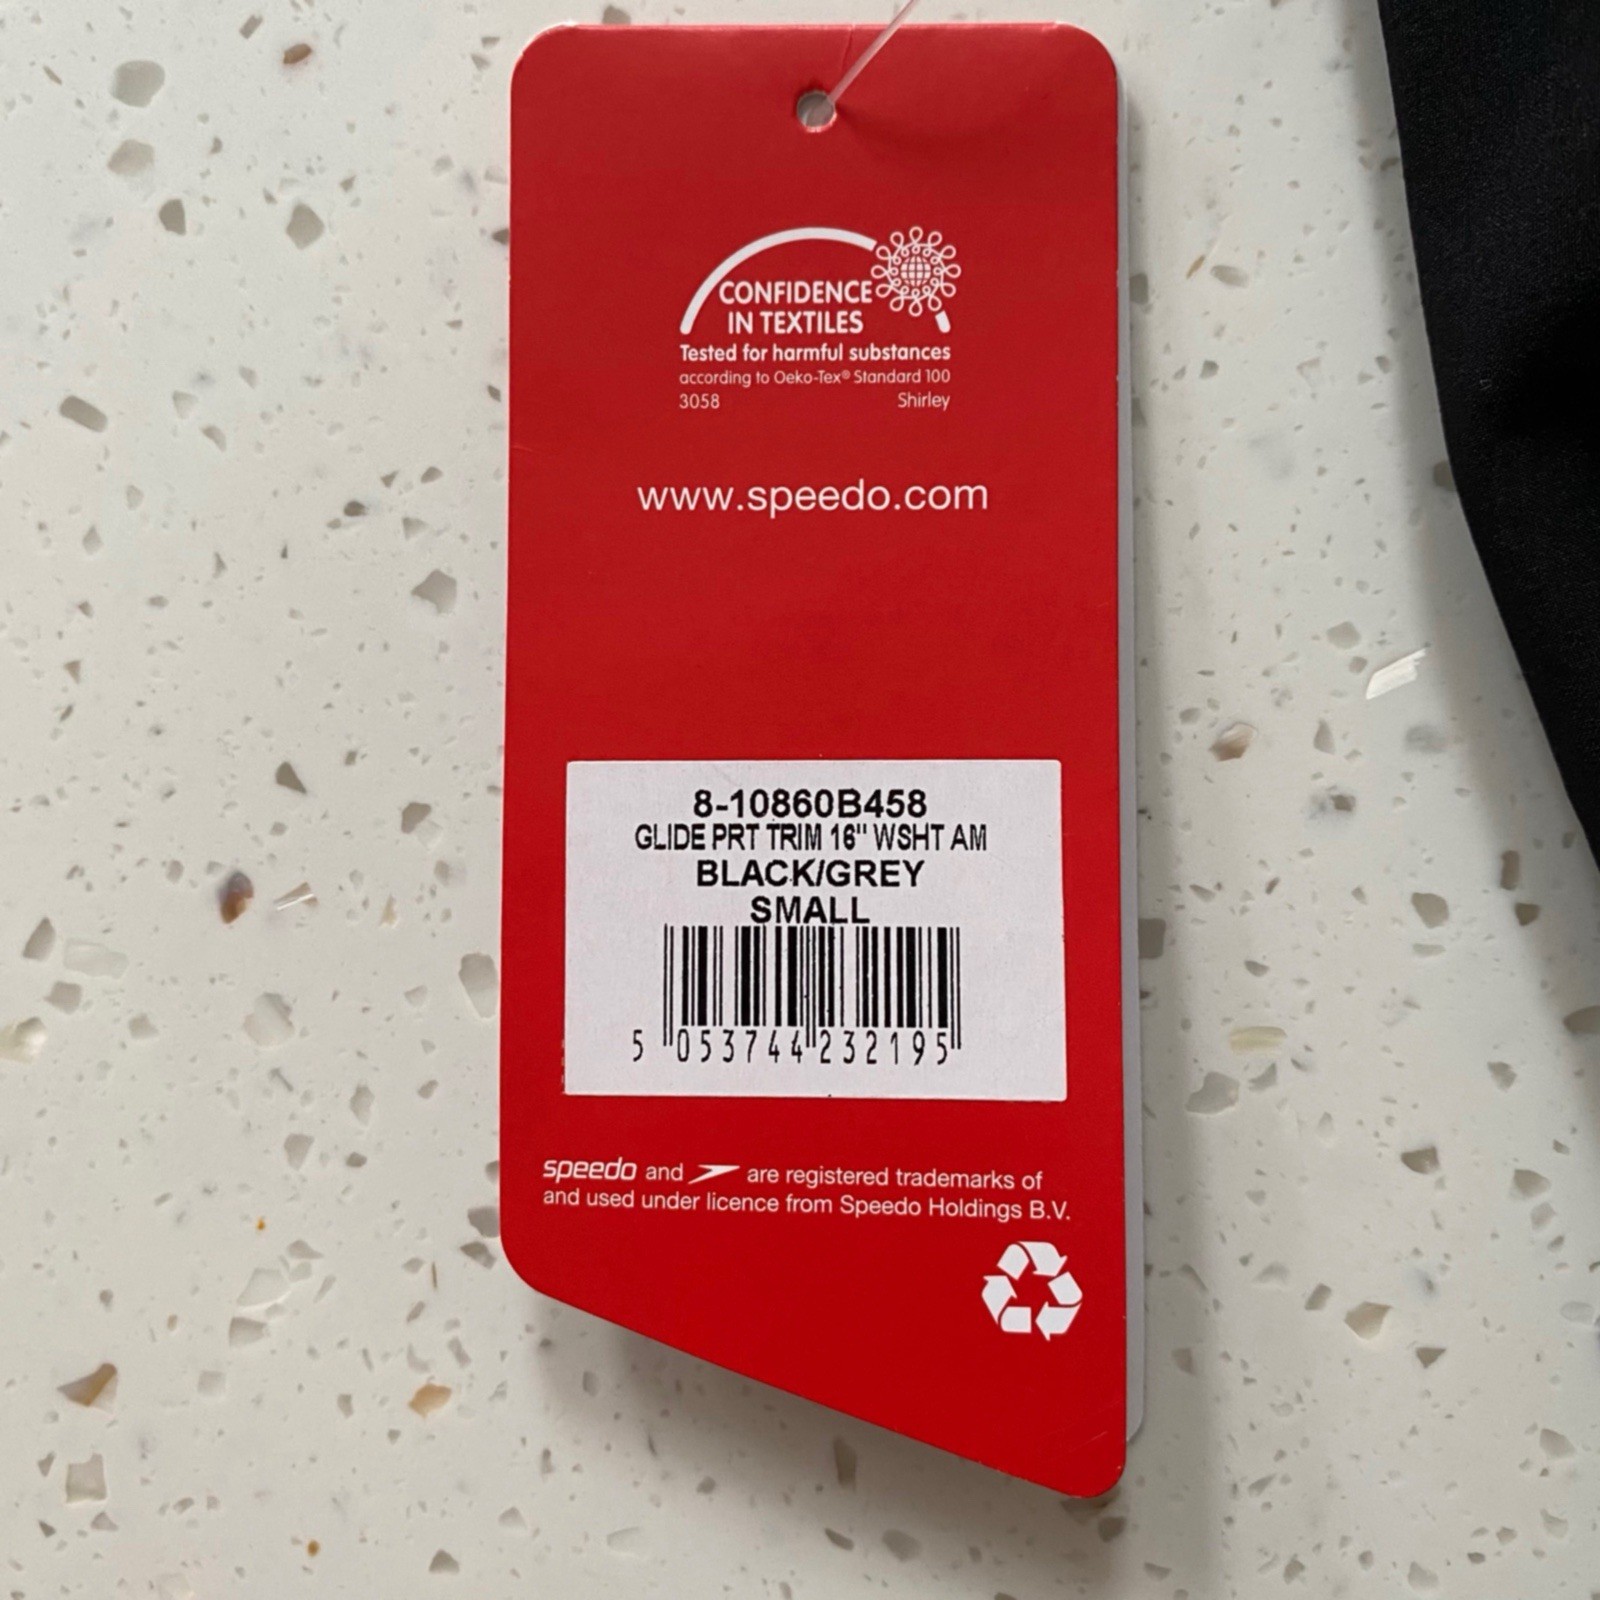 CONFIDENCE
IN TEXTILES
Tested for harmful substances
according to Oeko-Tex® Standard 100
3058 Shirley
www.speedo.com
8-10860B458
GLIDE PRT TRIM 16" WSHT AM
BLACK/GREY
SMALL
5 053744 232195
speedo and are registered trademarks of
and used under licence from Speedo Holdings B.V.